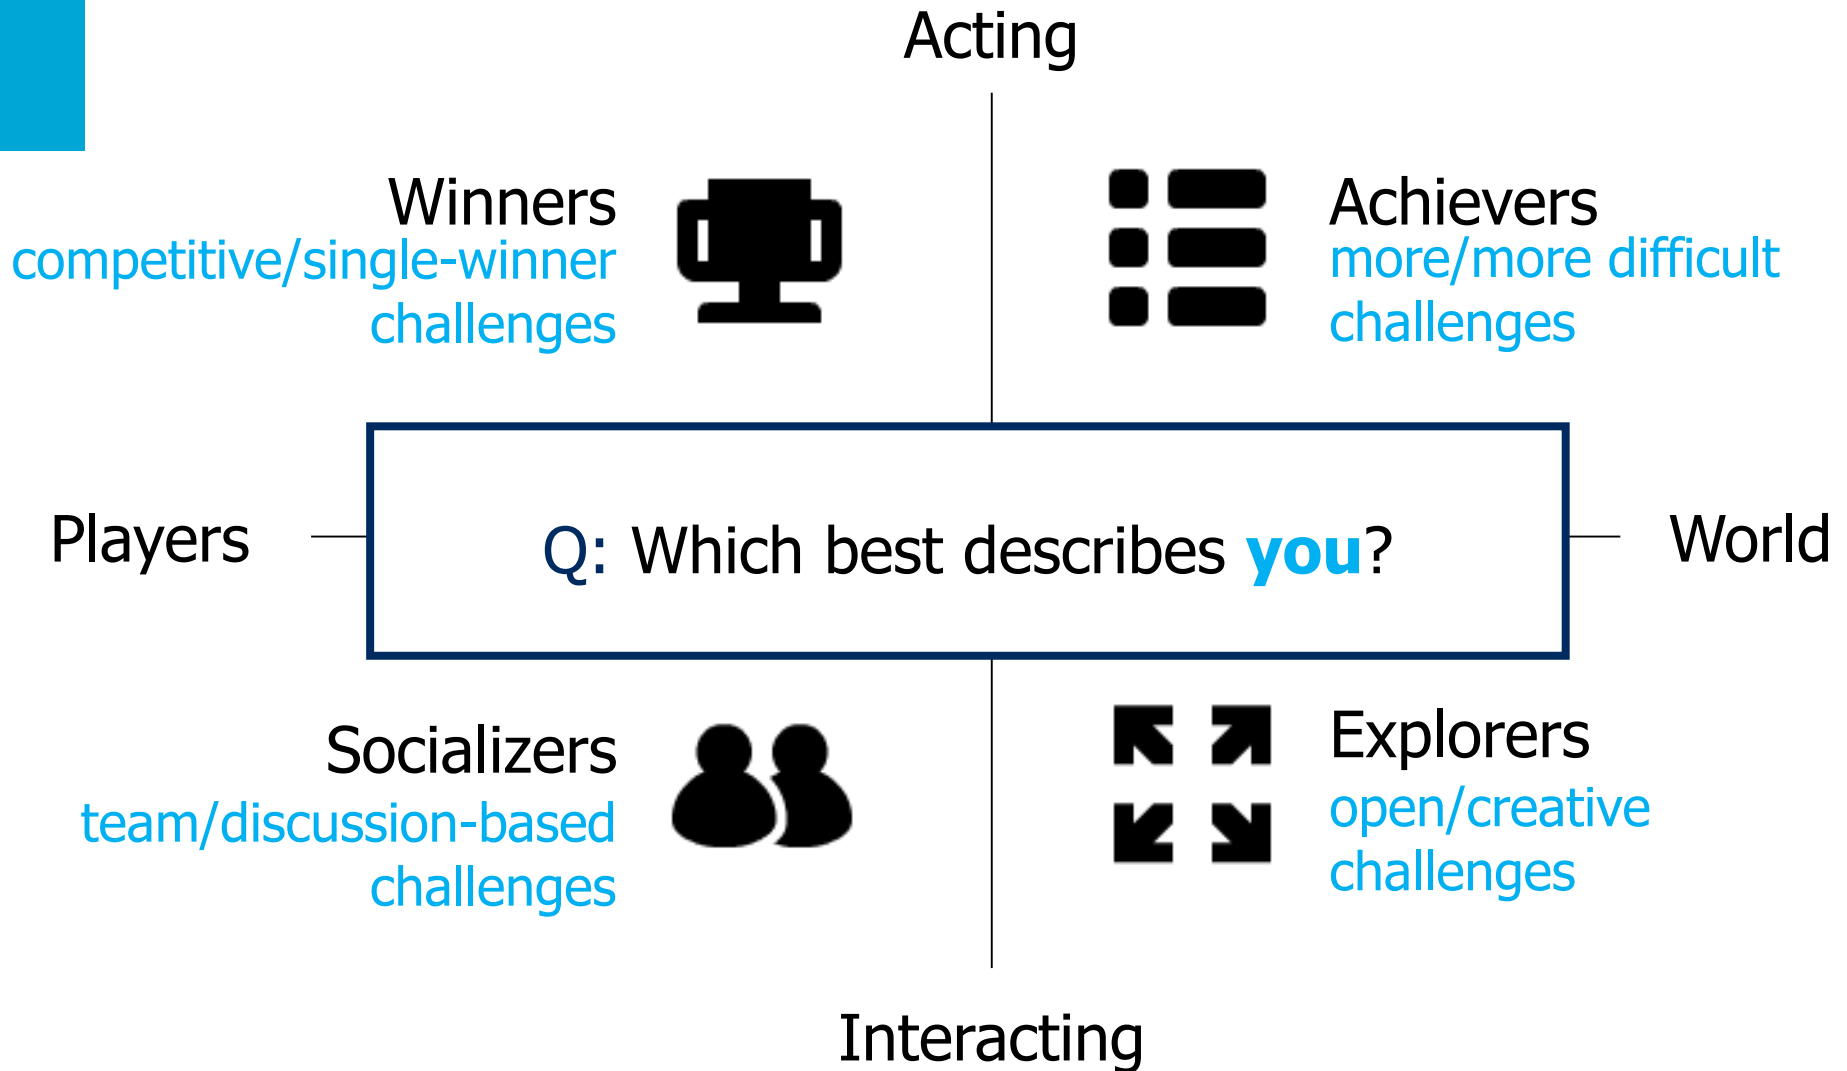 Acting
Winners
competitive/single-winner
challenges
Achievers
more/more difficult
challenges
Players
Q: Which best describes you?
World
Socializers
team/discussion-based
challenges
Explorers
open/creative
challenges
Interacting